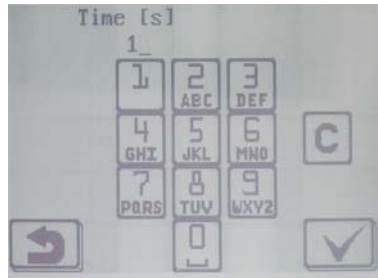 Time [s]
1_
1 2 3
ABC DEF
4 5 6 C
GHI JKL MNO
7 8 9
PQRS TUV WXYZ
0